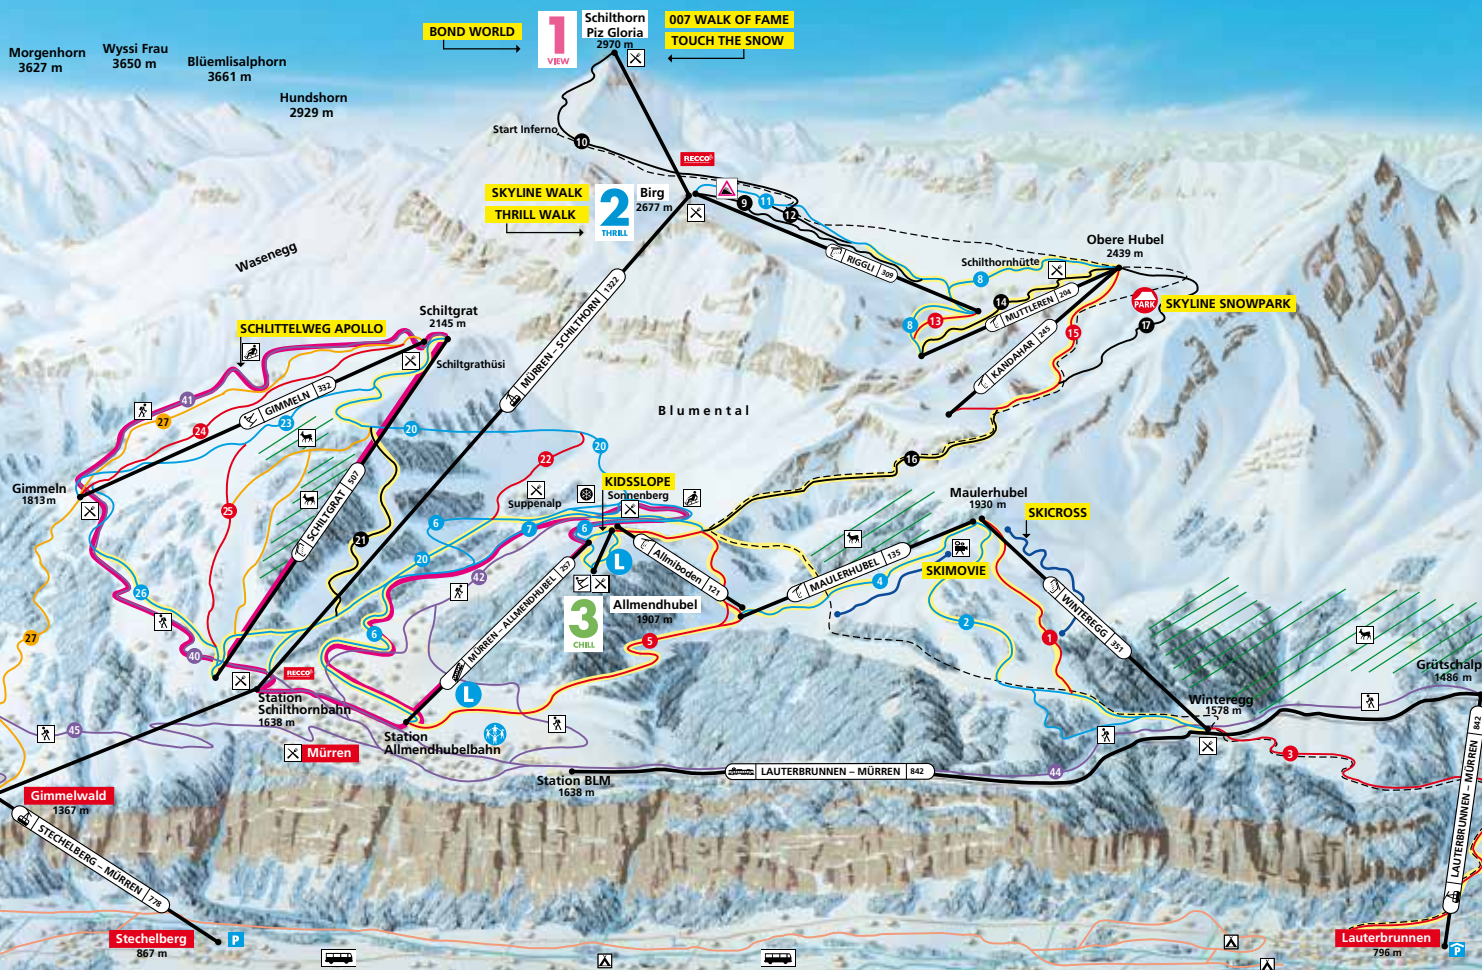 BOND WORLD
1
VIEW
Schilthorn
Piz Gloria
2970 m
007 WALK OF FAME
TOUCH THE SNOW
Morgenhorn
3627 m
Wyssi Frau
3650 m
Blüemlisalphorn
3661 m
Hundshorn
2929 m
Start Inferno
10
RECCO
SKYLINE WALK
THRILL WALK
2
THRILL
Birg
2677 m
9
11
12
Wasenegg
RIGGLI 309
Schilthornhütte
Obere Hubel
2439 m
8
14
MUTTLEREN 204
8
13
PARK
SKYLINE SNOWPARK
17
15
KANDAHAR 245
MÜRREN – SCHILTHORN 1322
Schiltgrat
2145 m
SCHLITTELWEG APOLLO
Schiltgrathüsi
GIMMELN 332
41
27
24
23
20
20
Blumental
22
16
Gimmeln
1813 m
25
SCHILTGRAT 507
21
KIDSSLOPE
Sonnenberg
Suppenalp
6
7
6
20
42
L
Allmiboden 121
Maulerhubel
1930 m
SKICROSS
MAULERHUBEL 135
SKIMOVIE
4
2
1
WINTEREGG 351
26
27
40
6
MÜRREN - ALLMENDHUBEL 257
3
CHILL
Allmendhubel
1907 m
5
L
RECCO
Station
Schilthornbahn
1638 m
Station
Allmendhubelbahn
45
Mürren
Winteregg
1578 m
Grütschalp
1486 m
3
44
Station BLM
1638 m
LAUTERBRUNNEN – MÜRREN 842
LAUTERBRUNNEN – MÜRREN 842
Gimmelwald
1367 m
STECHELBERG – MÜRREN 778
Stechelberg
867 m
P
Lauterbrunnen
796 m
P